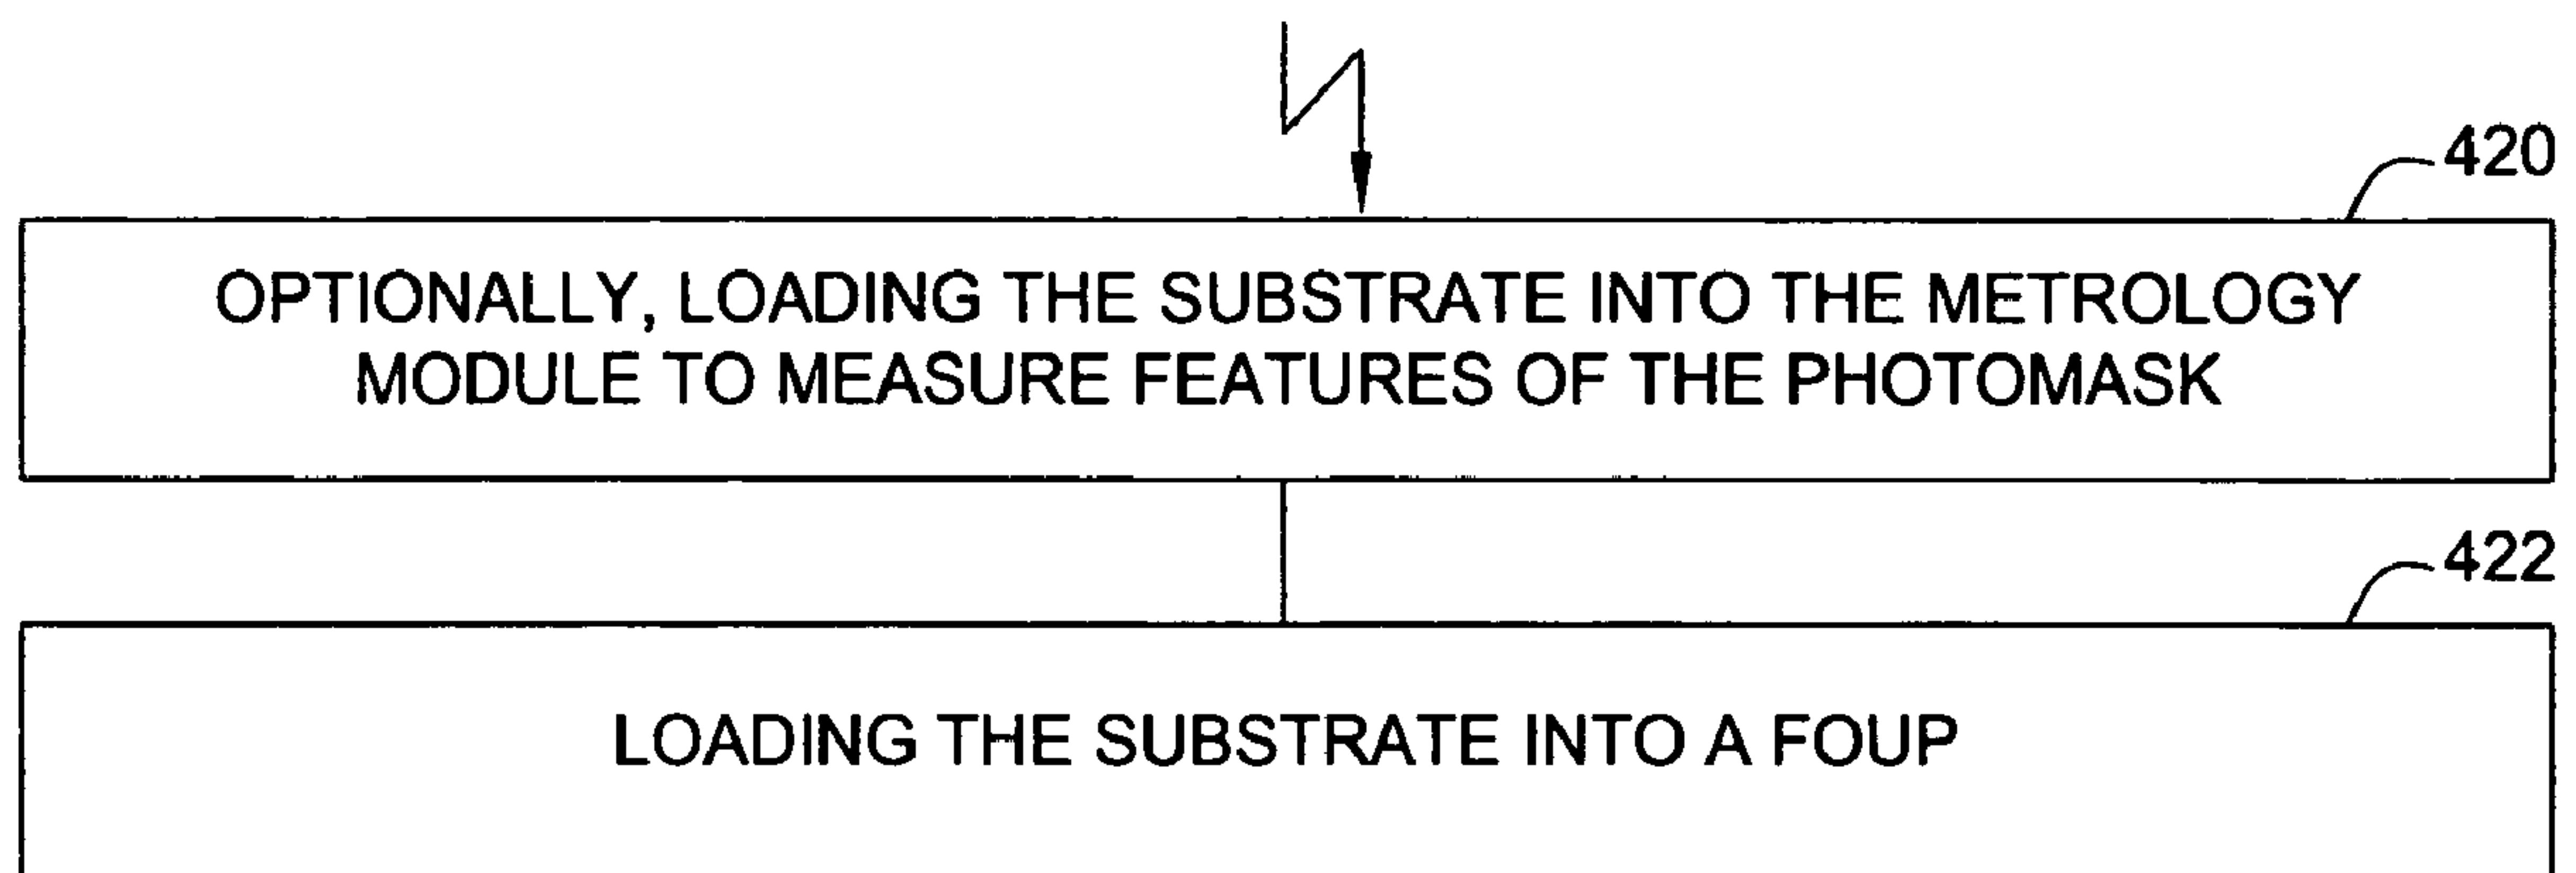 420
OPTIONALLY, LOADING THE SUBSTRATE INTO THE METROLOGY
MODULE TO MEASURE FEATURES OF THE PHOTOMASK
422
LOADING THE SUBSTRATE INTO A FOUP